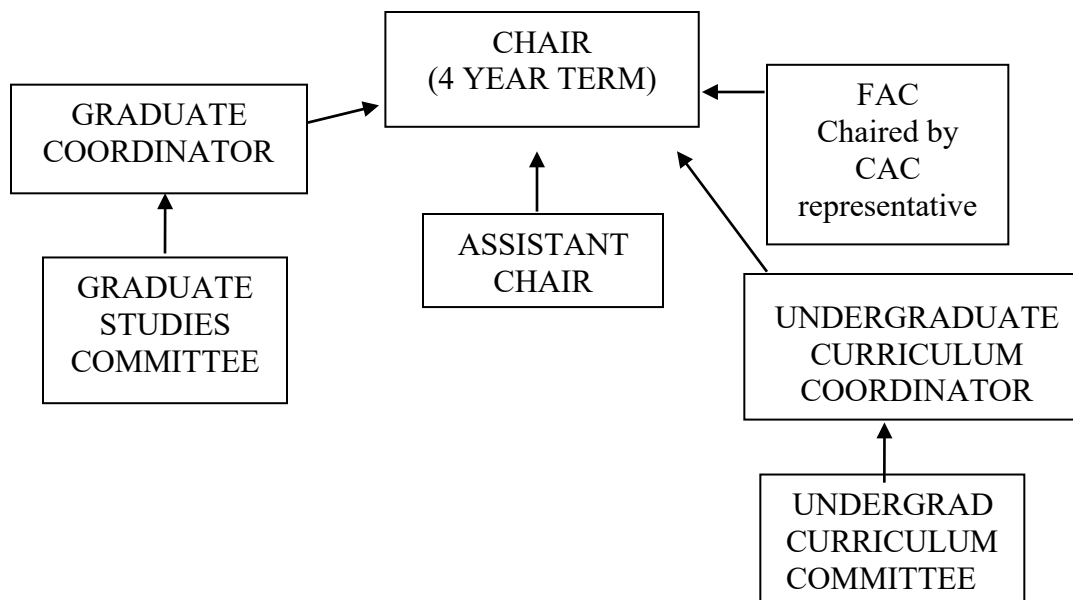 CHAIR
(4 YEAR TERM)
GRADUATE
COORDINATOR
FAC
Chaired by
CAC
representative
ASSISTANT
CHAIR
GRADUATE
STUDIES
COMMITTEE
UNDERGRADUATE
CURRICULUM
COORDINATOR
UNDERGRAD
CURRICULUM
COMMITTEE